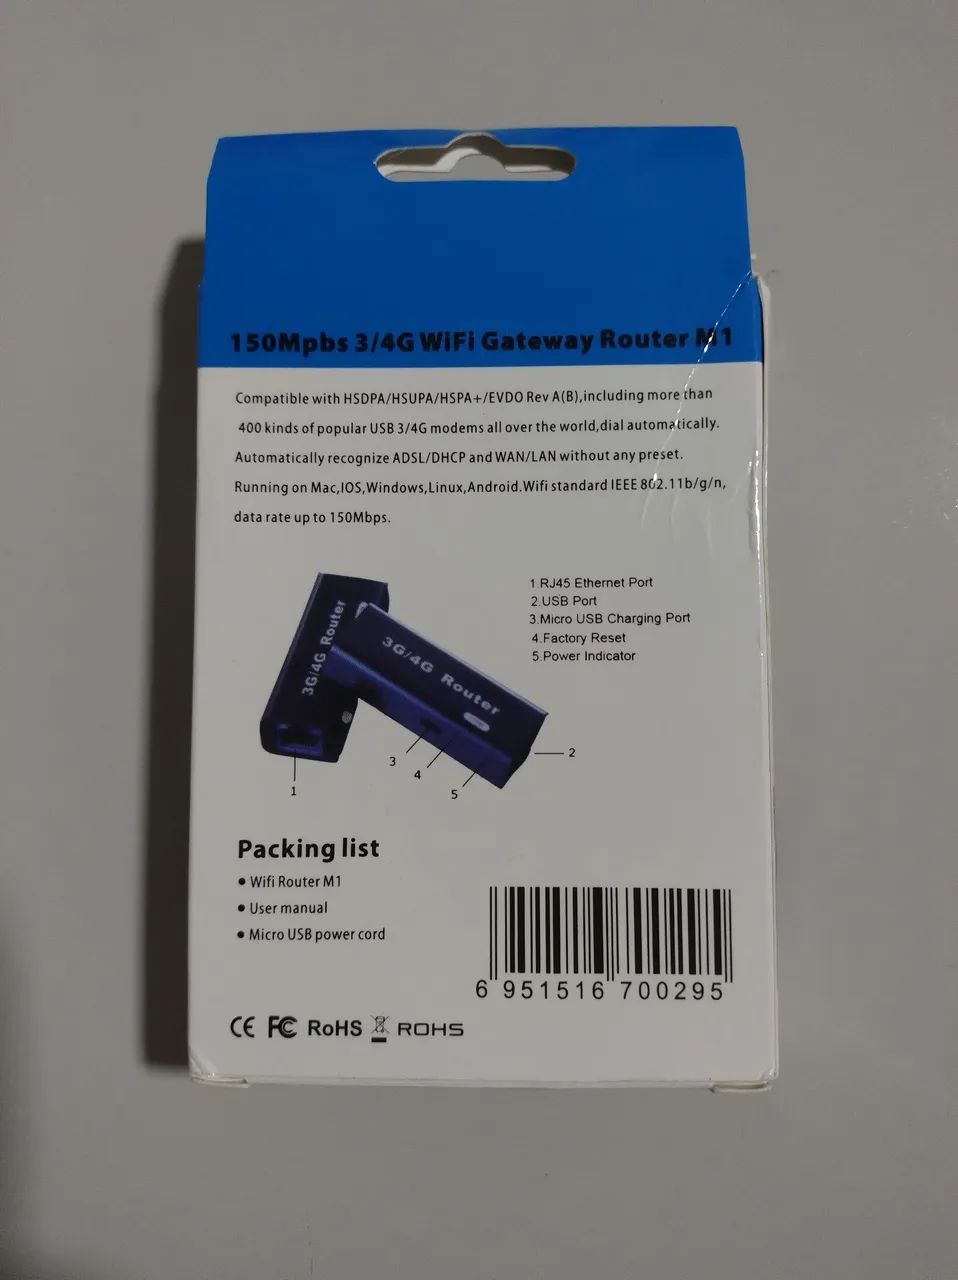 150Mpbs 3/4G WiFi Gateway Router M1
Compatible with HSDPA/HSUPA/HSPA+/EVDO Rev A(B),including more than
400 kinds of popular USB 3/4G modems all over the world,dial automatically.
Automatically recognize ADSL/DHCP and WAN/LAN without any preset.
Running on Mac,IOS,Windows,Linux,Android.Wifi standard IEEE 802.11b/g/n,
data rate up to 150Mbps.
1.RJ45 Ethernet Port
2.USB Port
3.Micro USB Charging Port
4.Factory Reset
5.Power Indicator
3G/4G Router
3G/4G Router
1
2
3
4
5
Packing list
• Wifi Router M1
• User manual
• Micro USB power cord
6 951516 700295
CE FC RoHS ROHS